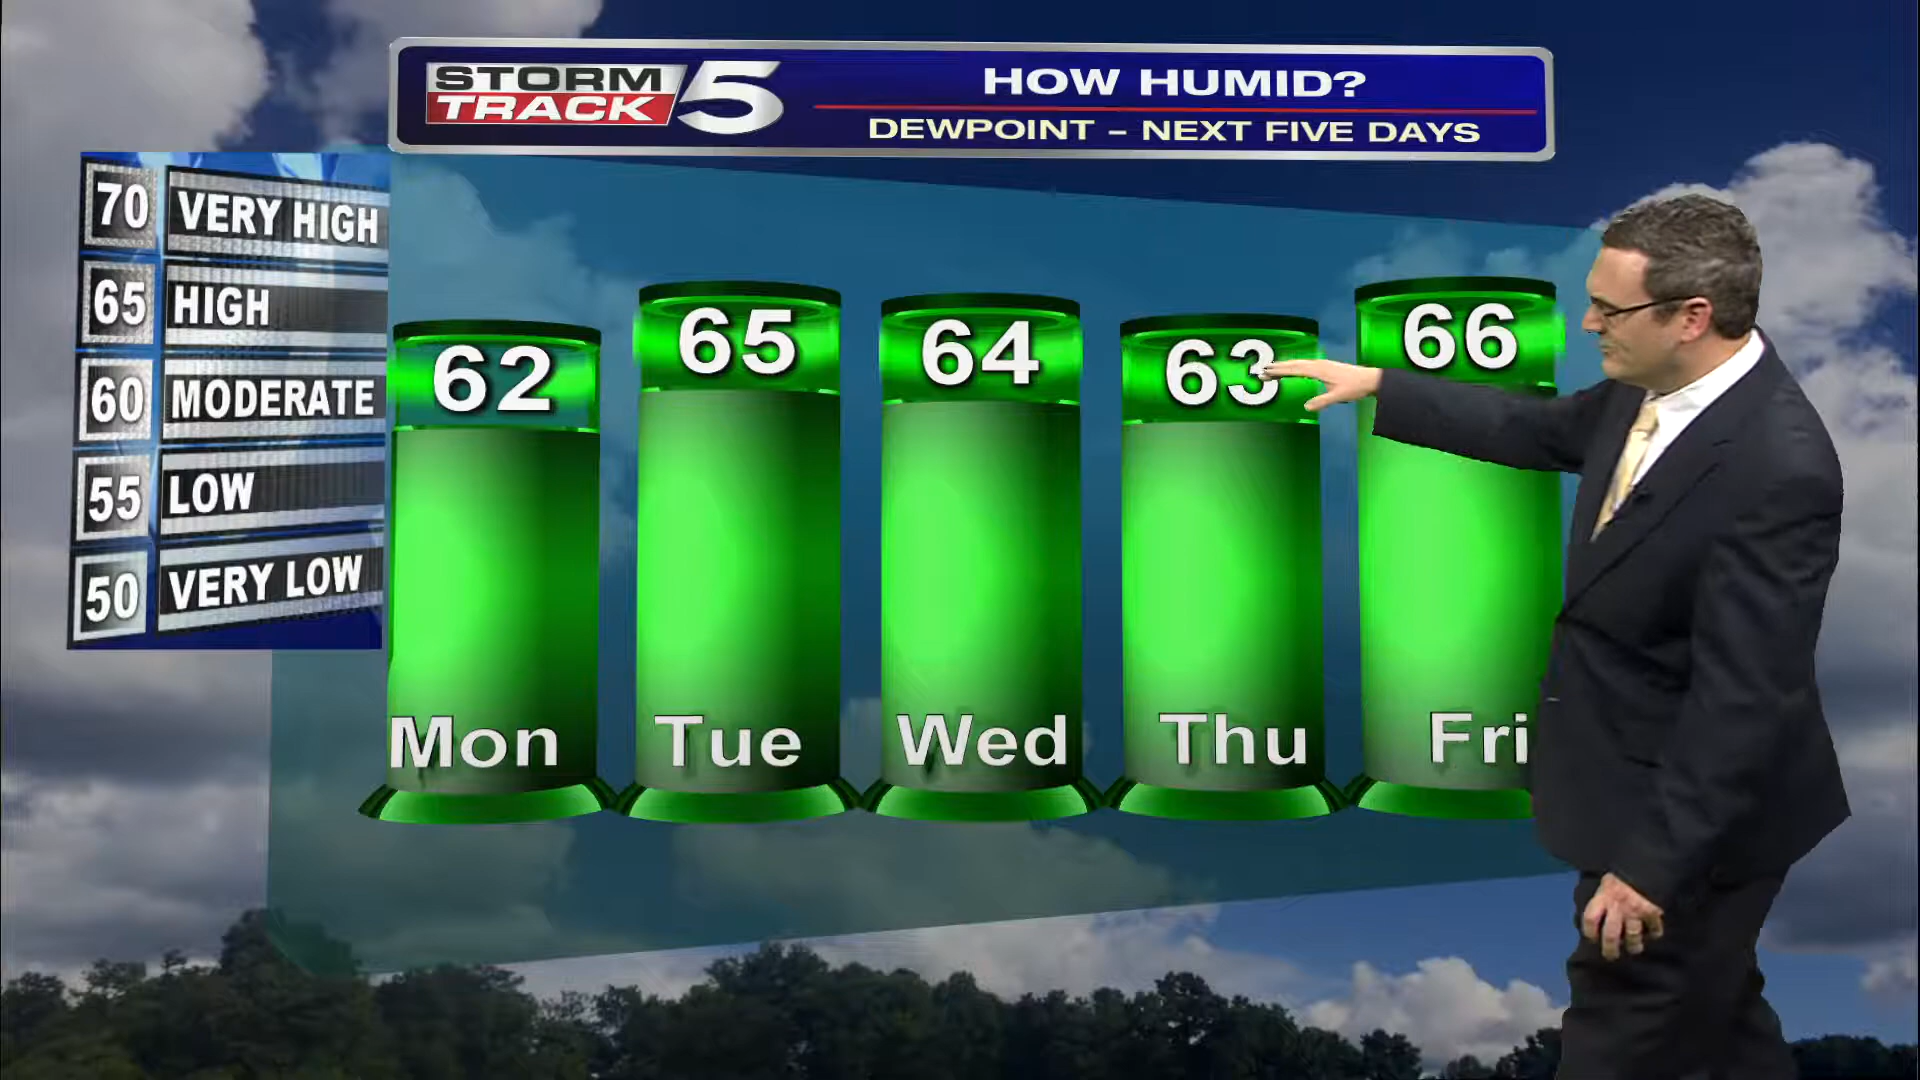 STORM
TRACK 5
HOW HUMID?
DEWPOINT – NEXT FIVE DAYS
70 VERY HIGH
65 HIGH
60 MODERATE
55 LOW
50 VERY LOW
62 65 64 63 66
Mon Tue Wed Thu Fri